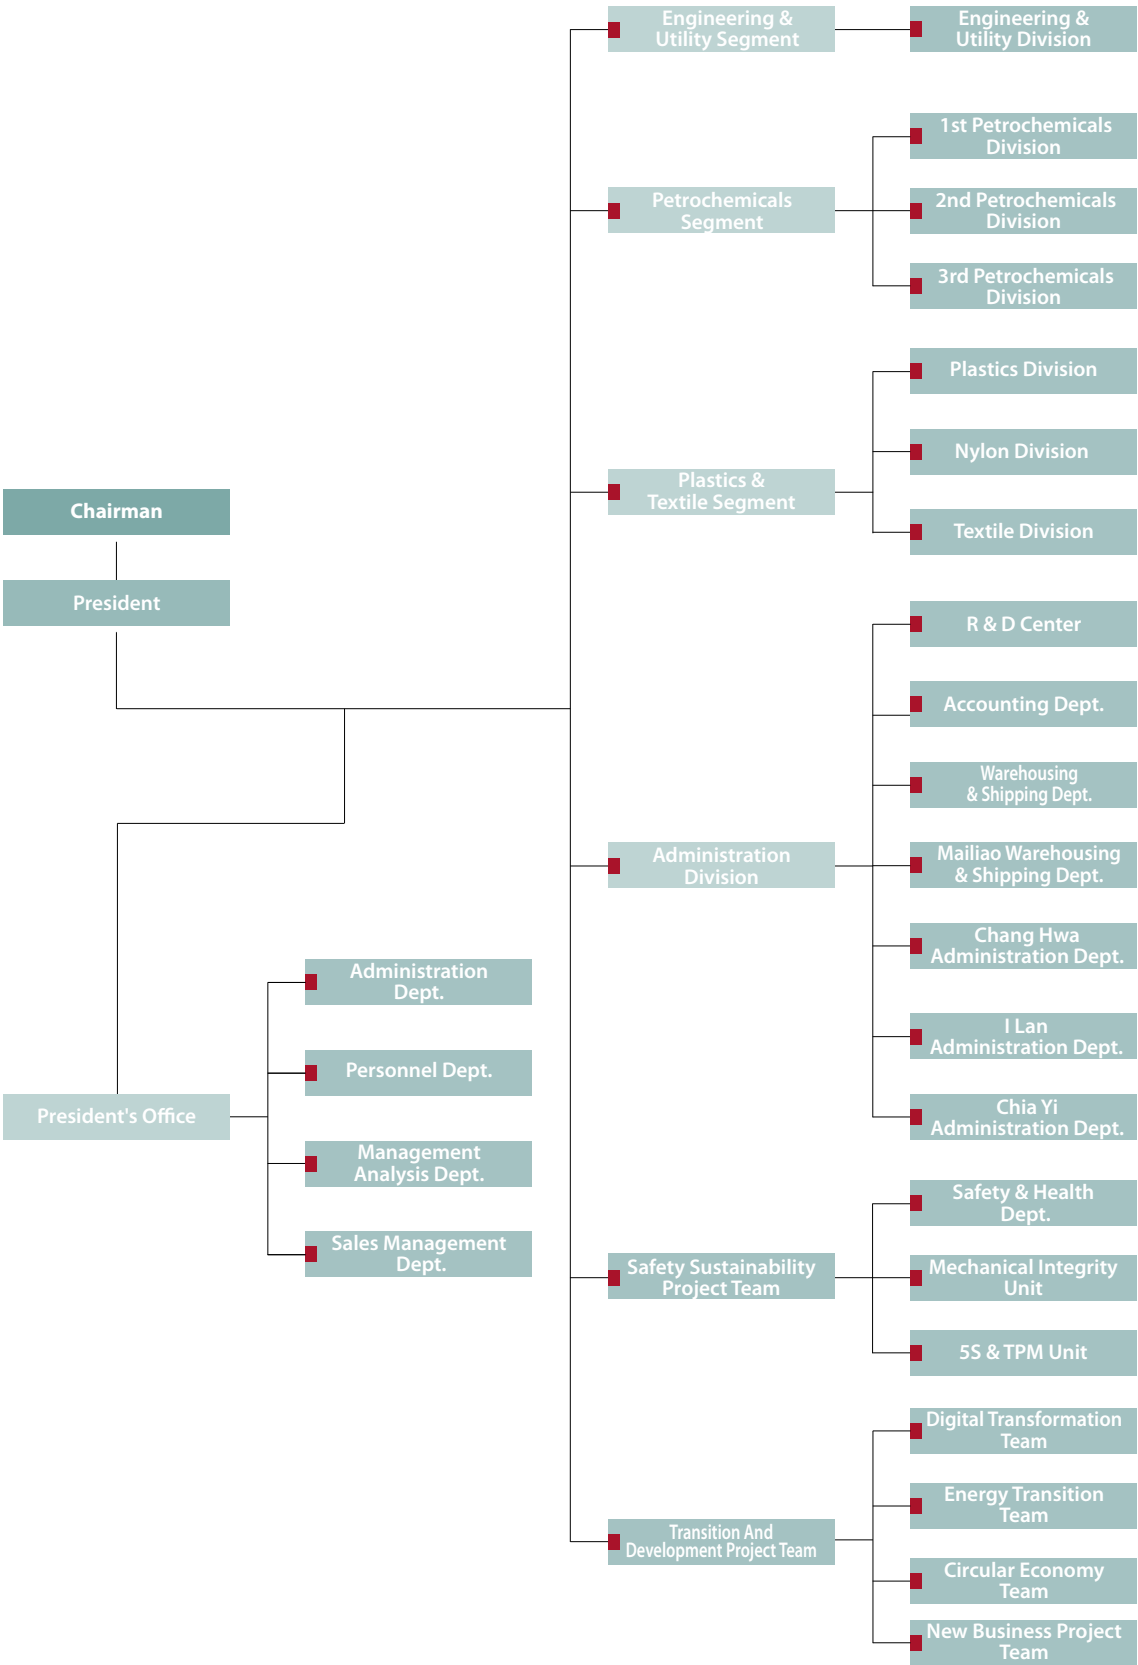 Chairman
President
President's Office
Administration
Dept.
Personnel Dept.
Management
Analysis Dept.
Sales Management
Dept.
Engineering &
Utility Segment
Engineering &
Utility Division
Petrochemicals
Segment
1st Petrochemicals
Division
2nd Petrochemicals
Division
3rd Petrochemicals
Division
Plastics &
Textile Segment
Plastics Division
Nylon Division
Textile Division
Administration
Division
R & D Center
Accounting Dept.
Warehousing
& Shipping Dept.
Mailiao Warehousing
& Shipping Dept.
Chang Hwa
Administration Dept.
I Lan
Administration Dept.
Chia Yi
Administration Dept.
Safety Sustainability
Project Team
Safety & Health
Dept.
Mechanical Integrity
Unit
5S & TPM Unit
Transition And
Development Project Team
Digital Transformation
Team
Energy Transition
Team
Circular Economy
Team
New Business Project
Team